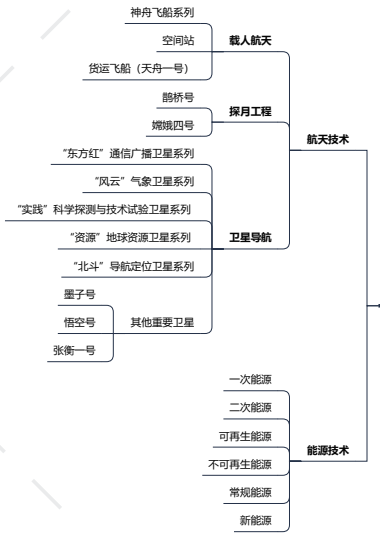 神舟飞船系列
空间站
载人航天
货运飞船（天舟一号）
鹊桥号
探月工程
嫦娥四号
航天技术
“东方红”通信广播卫星系列
“风云”气象卫星系列
“实践”科学探测与技术试验卫星系列
“资源”地球资源卫星系列
卫星导航
“北斗”导航定位卫星系列
墨子号
悟空号
其他重要卫星
张衡一号
一次能源
二次能源
可再生能源
能源技术
不可再生能源
常规能源
新能源